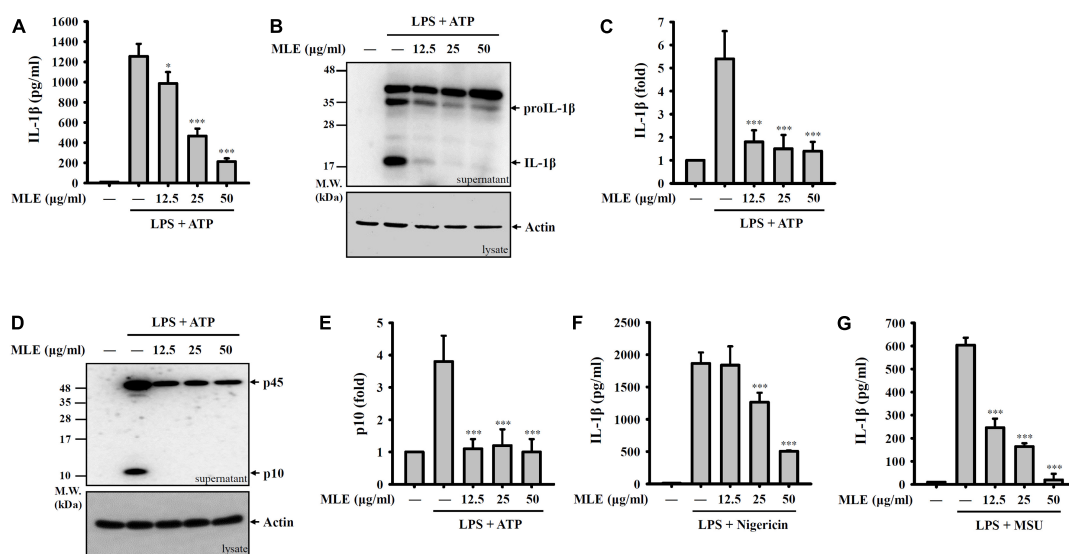 A
IL-1β (pg/ml)
1600
1400
1200
1000
800
600
400
200
0
*
***
***
MLE (μg/ml) — — 12.5 25 50
LPS + ATP
B
LPS + ATP
MLE (μg/ml) — — 12.5 25 50
48
35
28
17
M.W.
(kDa)
proIL-1β
IL-1β
supernatant
Actin
lysate
C
IL-1β (fold)
7
6
5
4
3
2
1
0
***
***
***
MLE (μg/ml) — — 12.5 25 50
LPS + ATP
D
LPS + ATP
MLE (μg/ml) — — 12.5 25 50
48
35
28
17
10
M.W.
(kDa)
p45
p10
supernatant
Actin
lysate
E
p10 (fold)
5
4
3
2
1
0
***
***
***
MLE (μg/ml) — — 12.5 25 50
LPS + ATP
F
IL-1β (pg/ml)
2500
2000
1500
1000
500
0
***
***
MLE (μg/ml) — — 12.5 25 50
LPS + Nigericin
G
IL-1β (pg/ml)
700
600
500
400
300
200
100
0
***
***
***
MLE (μg/ml) — — 12.5 25 50
LPS + MSU